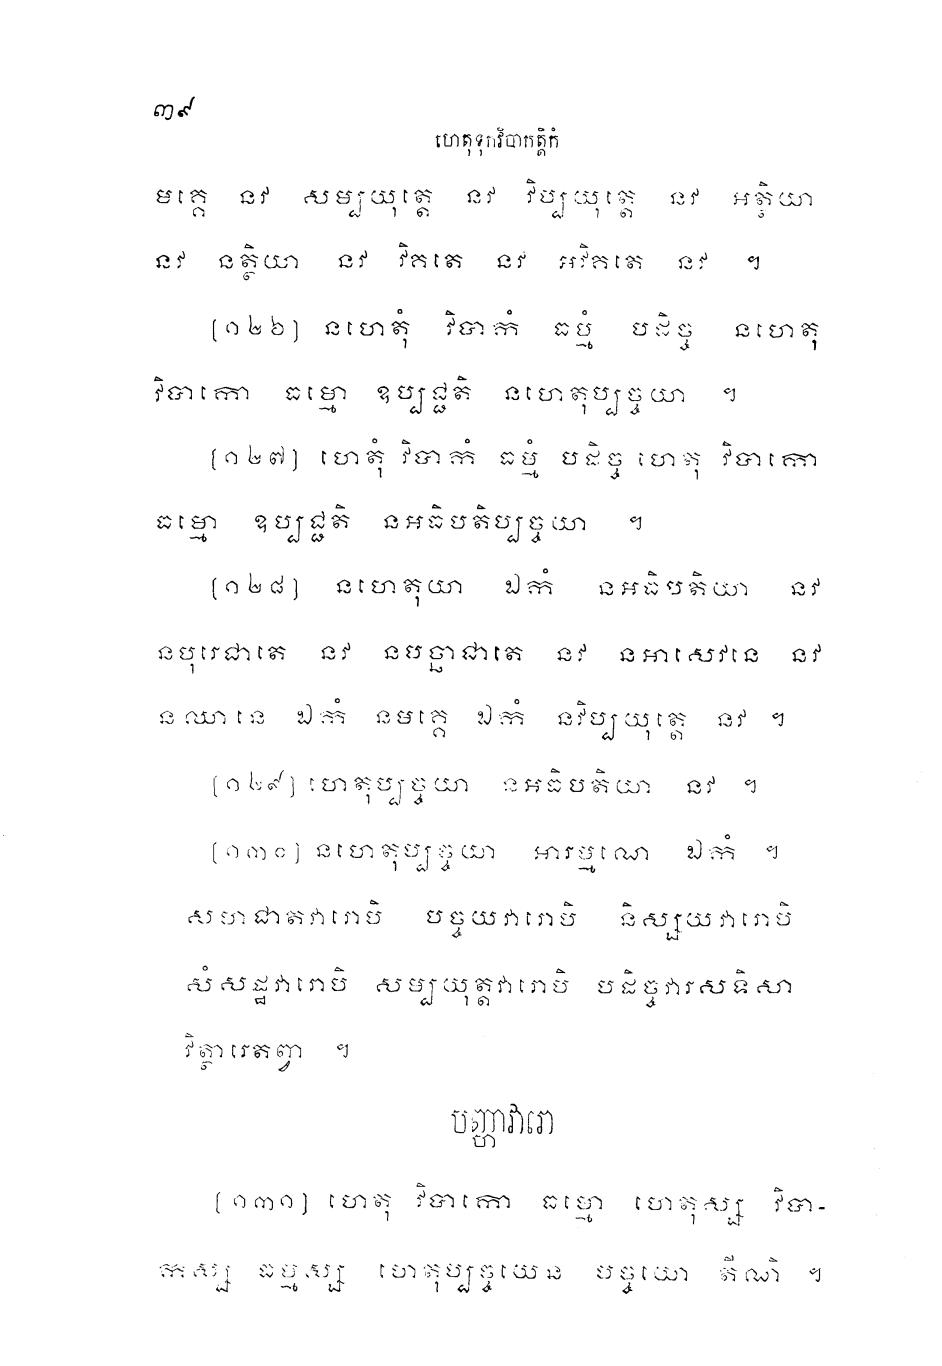 ៣៩
ហេតុទុកវិបាកត្តិកំ
មគ្គេ នវ សម្បយុត្តេ នវ វិប្បយុត្តេ នវ អត្ថិយា
នវ នត្ថិយា នវ វិគតេ នវ អវិគតេ នវ ។
(១២៦) នហេតុំ វិបាកំ ធម្មំ បដិច្ច នហេតុ
វិបាកោ ធម្មោ ឧប្បជ្ជតិ នហេតុប្បច្ចយា ។
(១២៧) ហេតុំ វិបាកំ ធម្មំ បដិច្ច ហេតុ វិបាកោ
ធម្មោ ឧប្បជ្ជតិ នអធិបតិប្បច្ចយា ។
(១២៨) នហេតុយា ឯកំ នអធិបតិយា នវ
នបុរេជាតេ នវ នបច្ឆាជាតេ នវ នអាសេវនេ នវ
នឈានេ ឯកំ នមគ្គេ ឯកំ នវិប្បយុត្តេ នវ ។
(១២៩) ហេតុប្បច្ចយា នអធិបតិយា នវ ។
(១៣០) នហេតុប្បច្ចយា អារម្មណេ ឯកំ ។
សហជាតវារោបិ បច្ចយវារោបិ និស្សយវារោបិ
សំសដ្ឋវារោបិ សម្បយុត្តវារោបិ បដិច្ចវារសទិសា
វិត្ថារេតព្វា ។
បញ្ហាវារោ
(១៣១) ហេតុ វិបាកោ ធម្មោ ហេតុស្ស វិបា-
កស្ស ធម្មស្ស ហេតុប្បច្ចយេន បច្ចយោ តីណិ ។